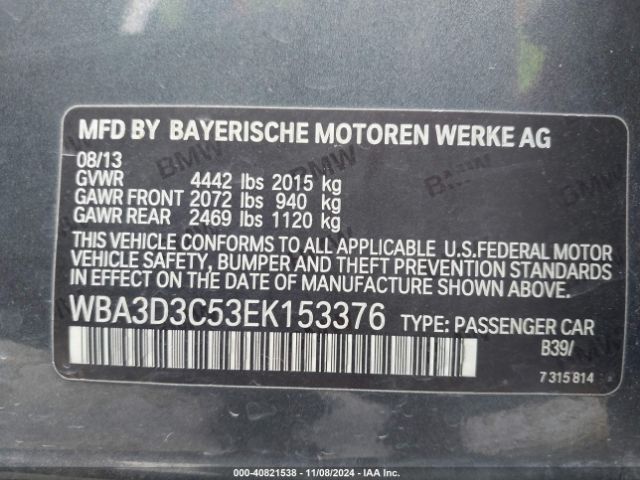 MFD BY BAYERISCHE MOTOREN WERKE AG
08/13
GVWR 4442 lbs 2015 kg
GAWR FRONT 2072 lbs 940 kg
GAWR REAR 2469 lbs 1120 kg
THIS VEHICLE CONFORMS TO ALL APPLICABLE U.S.FEDERAL MOTOR
VEHICLE SAFETY, BUMPER AND THEFT PREVENTION STANDARDS
IN EFFECT ON THE DATE OF MANUFACTURE SHOWN ABOVE.
WBA3D3C53EK153376 TYPE: PASSENGER CAR
B39/
7 315 814
000-40821538 - 11/08/2024 - IAA Inc.